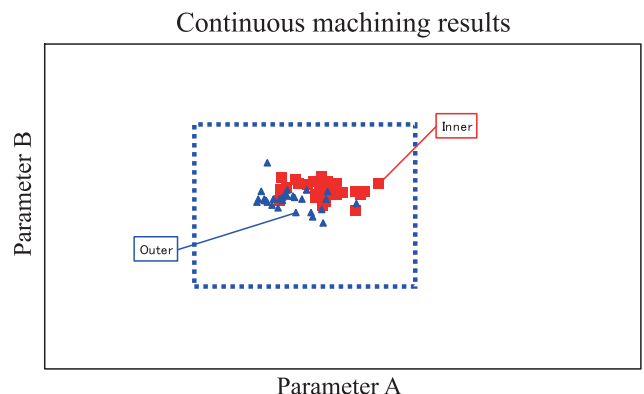 Continuous machining results
Parameter B
Inner
Outer
Parameter A